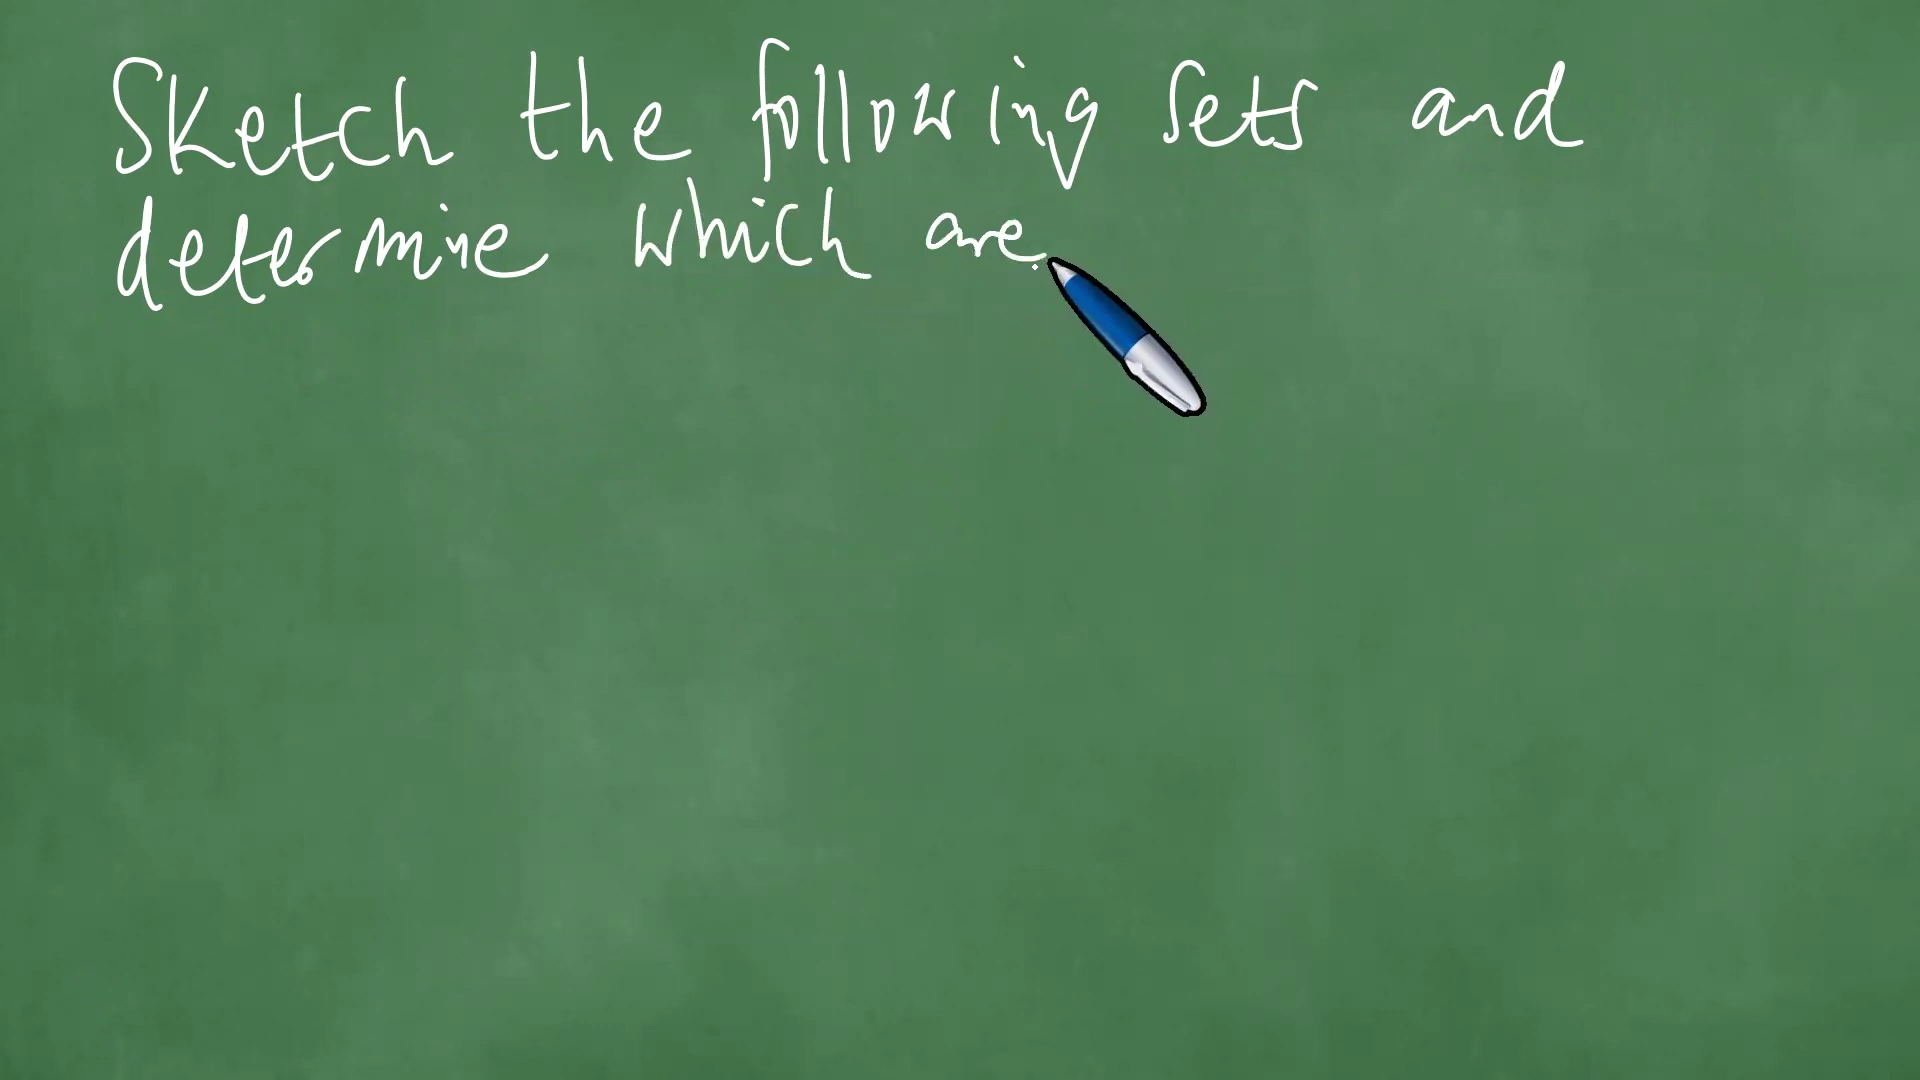 Sketch the following sets and
determine which are